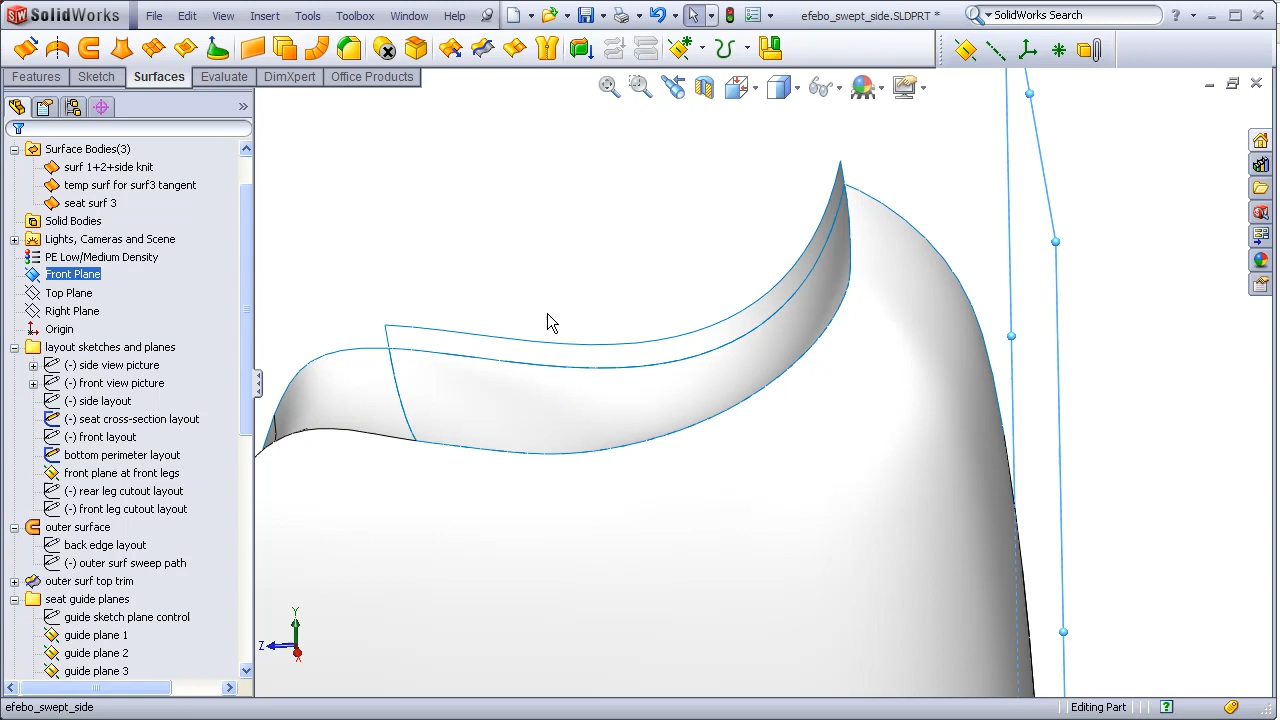 SolidWorks File Edit View Insert Tools Toolbox Window Help efebo_swept_side.SLDPRT * SolidWorks Search
Features Sketch Surfaces Evaluate DimXpert Office Products
Surface Bodies(3)
surf 1+2+side knit
temp surf for surf3 tangent
seat surf 3
Solid Bodies
Lights, Cameras and Scene
PE Low/Medium Density
Front Plane
Top Plane
Right Plane
Origin
layout sketches and planes
(-) side view picture
(-) front view picture
(-) side layout
(-) seat cross-section layout
(-) front layout
bottom perimeter layout
front plane at front legs
(-) rear leg cutout layout
(-) front leg cutout layout
outer surface
back edge layout
(-) outer surf sweep path
outer surf top trim
seat guide planes
guide sketch plane control
guide plane 1
guide plane 2
guide plane 3
Y
Z
X
efebo_swept_side Editing Part